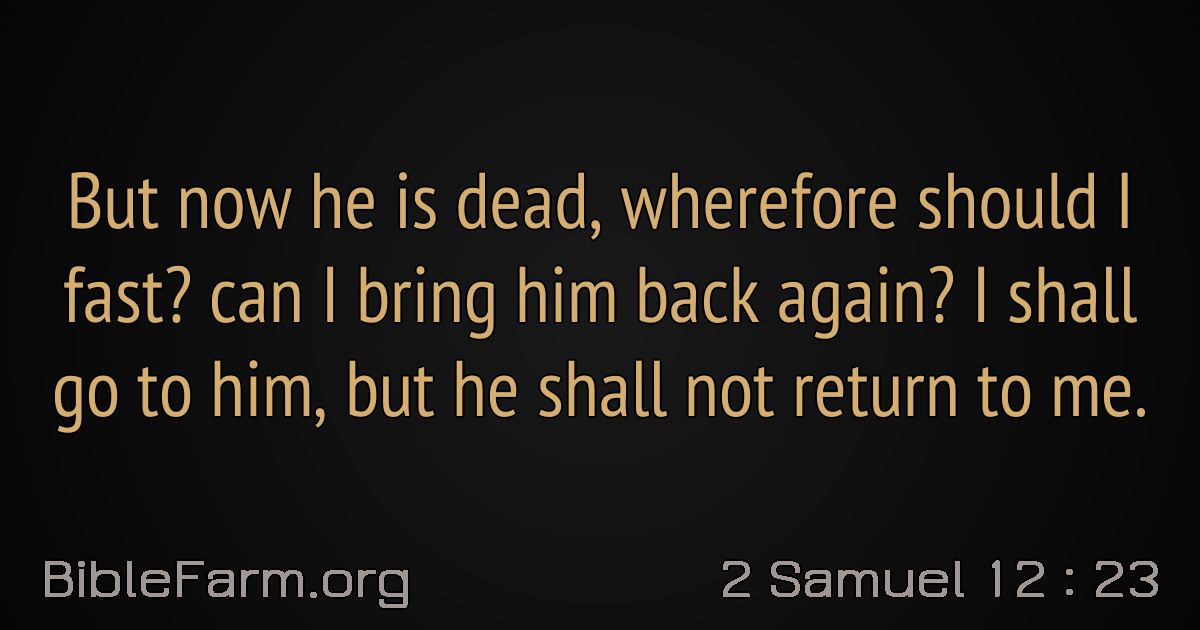 But now he is dead, wherefore should I
fast? can I bring him back again? I shall
go to him, but he shall not return to me.
BibleFarm.org
2 Samuel 12 : 23